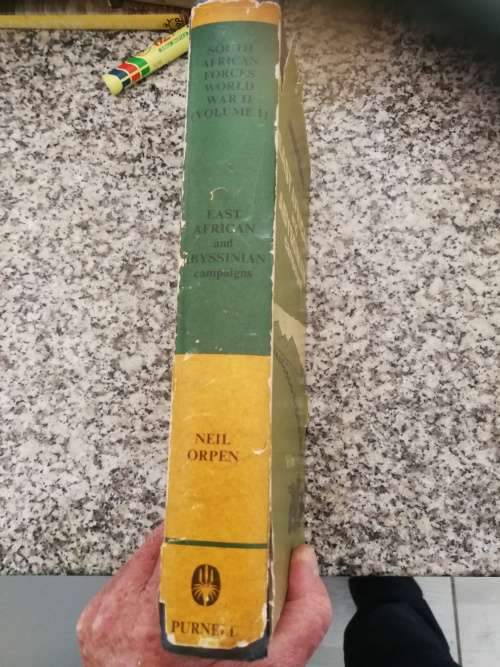 SOUTH
AFRICAN
FORCES
WORLD
WAR II
(VOLUME I)
EAST
AFRICAN
and
ABYSSINIAN
campaigns
NEIL
ORPEN
PURNELL